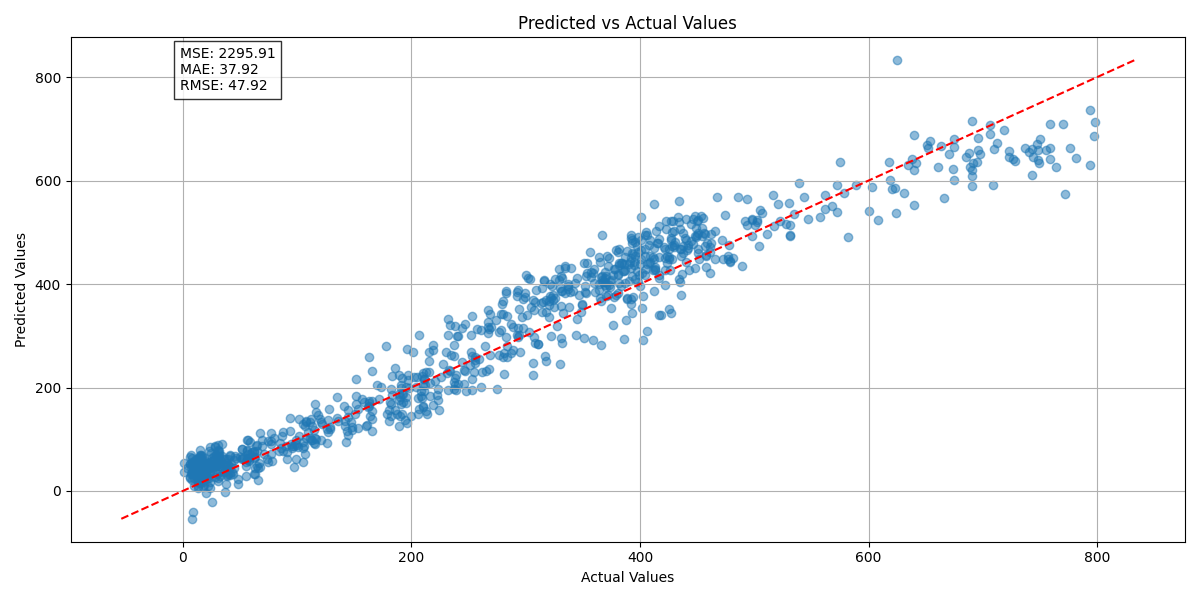 Predicted vs Actual Values
MSE: 2295.91
MAE: 37.92
RMSE: 47.92
800
600
400
200
0
Predicted Values
0 200 400 600 800
Actual Values